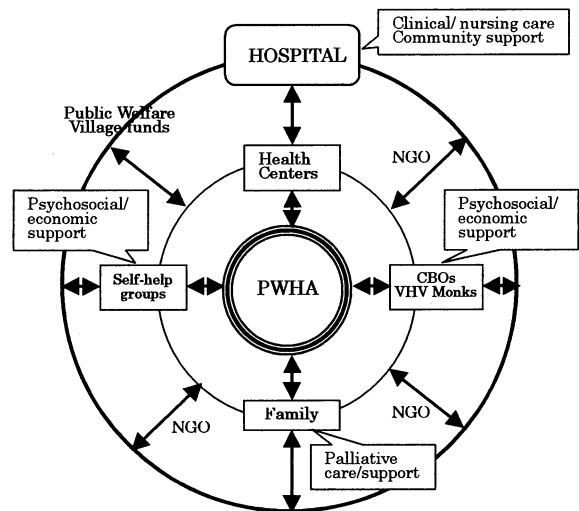 Clinical/ nursing care
Community support
HOSPITAL
Public Welfare
Village funds
Health
Centers
NGO
Psychosocial/
economic
support
Psychosocial/
economic
support
Self-help
groups
PWHA
CBOs
VHV Monks
NGO
Family
NGO
Palliative
care/support